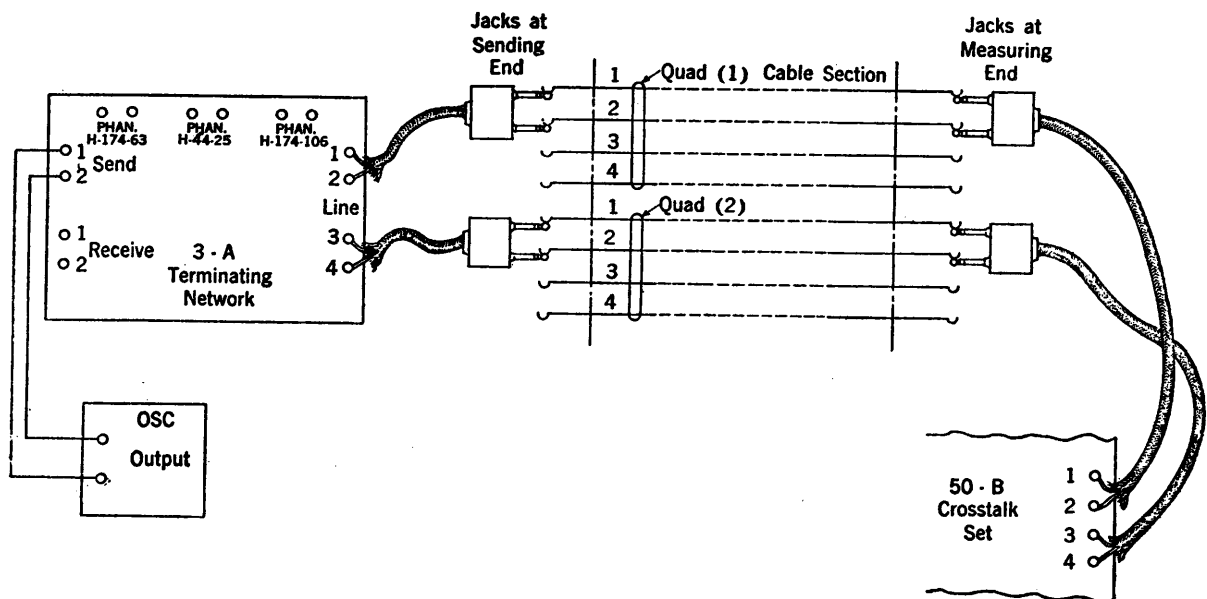 Jacks at
Sending
End
Jacks at
Measuring
End
1
Quad (1) Cable Section
2
3
4
PHAN.
H-174-63
PHAN.
H-44-25
PHAN.
H-174-106
1
Send
2
1
2
Line
3
4
1
Receive
2
3 - A
Terminating
Network
1
Quad (2)
2
3
4
OSC
Output
50 - B
Crosstalk
Set
1
2
3
4